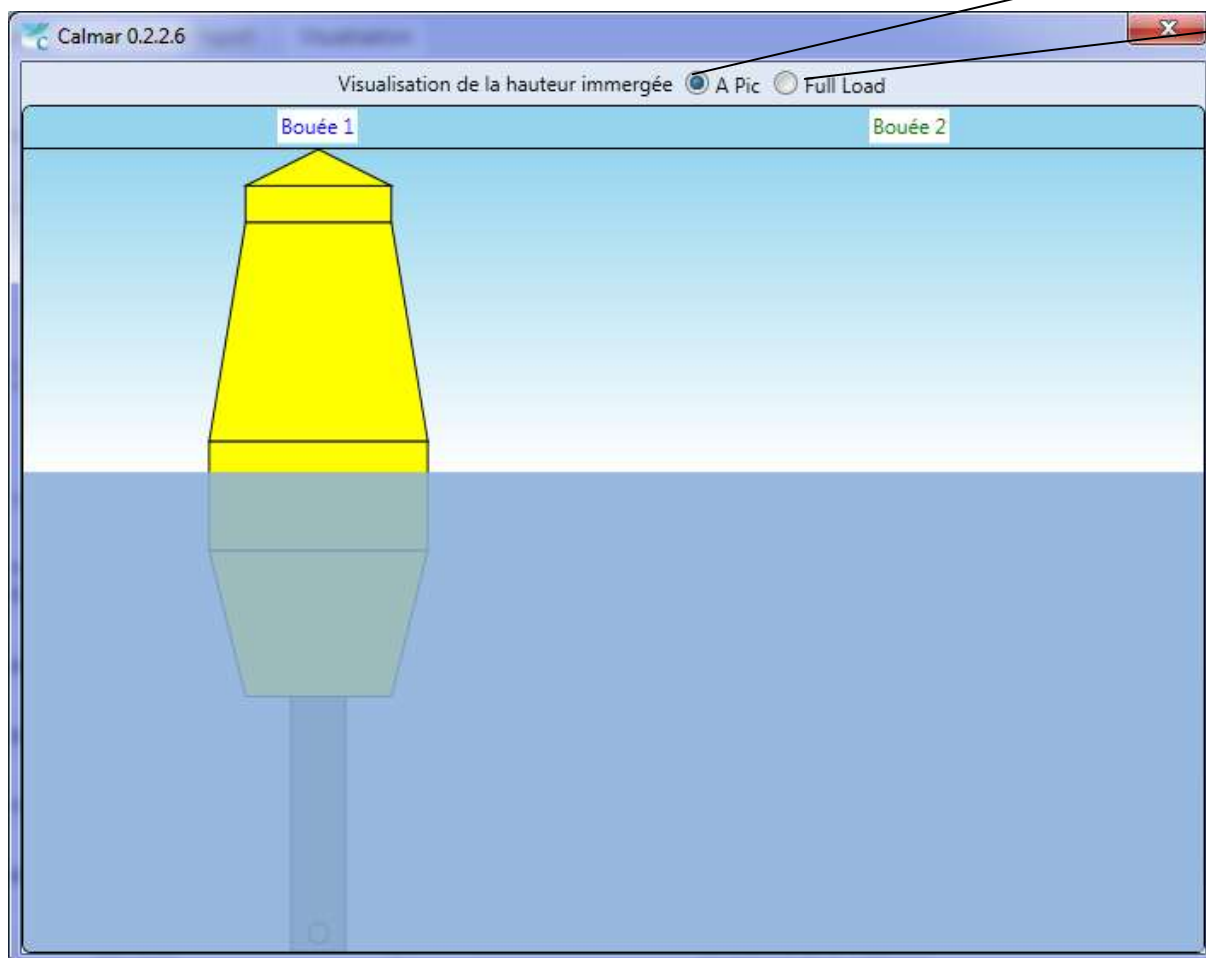 Calmar 0.2.2.6
Visualisation de la hauteur immergée A Pic Full Load
Bouée 1 Bouée 2